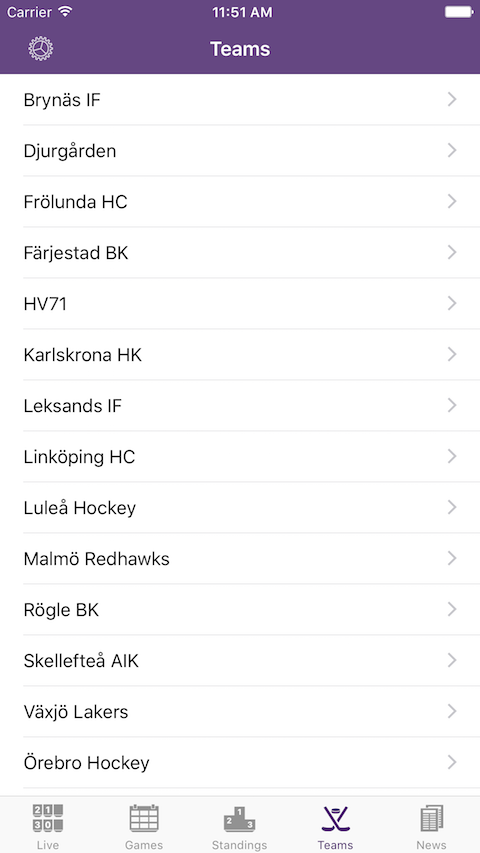 Carrier 11:51 AM
Teams
Brynäs IF
Djurgården
Frölunda HC
Färjestad BK
HV71
Karlskrona HK
Leksands IF
Linköping HC
Luleå Hockey
Malmö Redhawks
Rögle BK
Skellefteå AIK
Växjö Lakers
Örebro Hockey
2 1 3 0
2 1 3
Live Games Standings Teams News